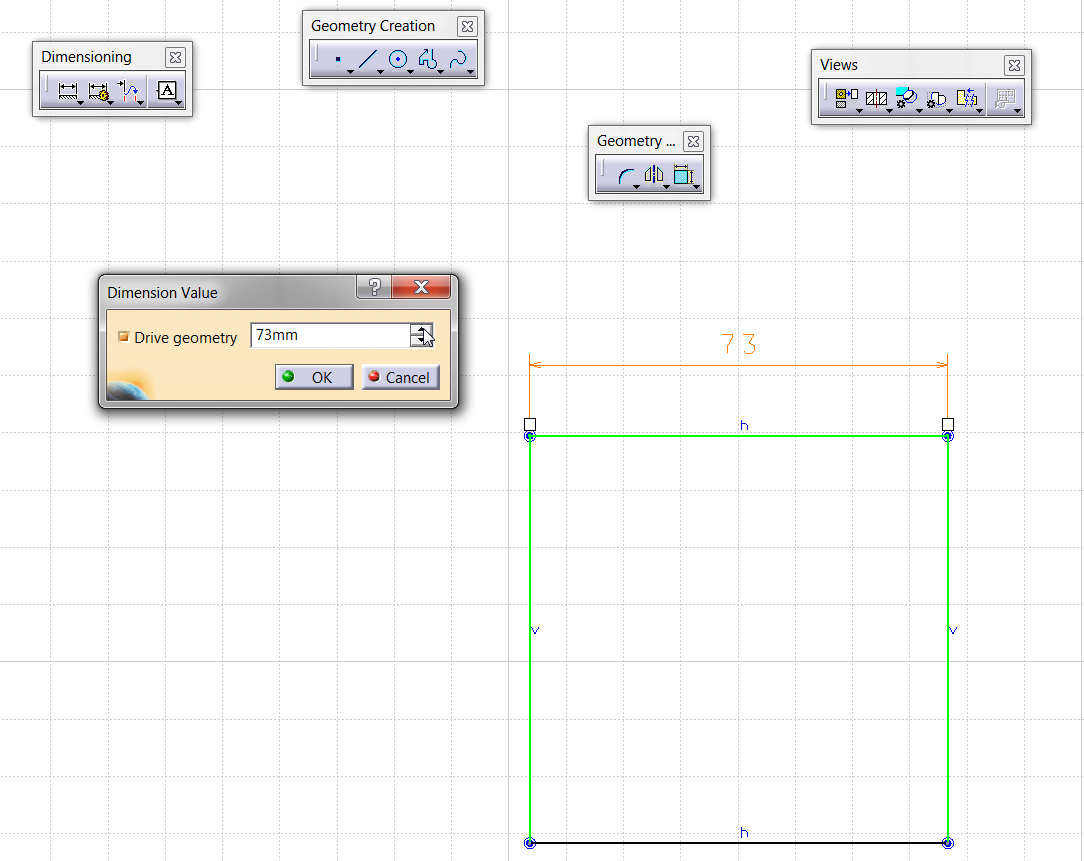 Geometry Creation
Dimensioning
A
Views
Geometry ...
Dimension Value
?
Drive geometry
73mm
OK
Cancel
73
h
v
v
h